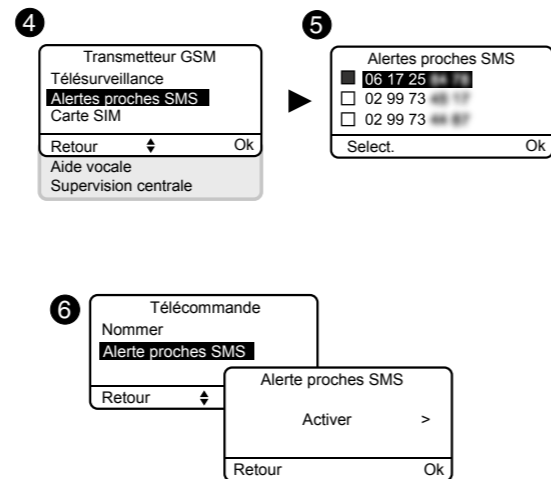 4
Transmetteur GSM
Télésurveillance
Alertes proches SMS
Carte SIM
Retour Ok
Aide vocale
Supervision centrale
5
Alertes proches SMS
06 17 25
02 99 73
02 99 73
Select. Ok
6
Télécommande
Nommer
Alerte proches SMS
Retour
Alerte proches SMS
Activer >
Retour Ok